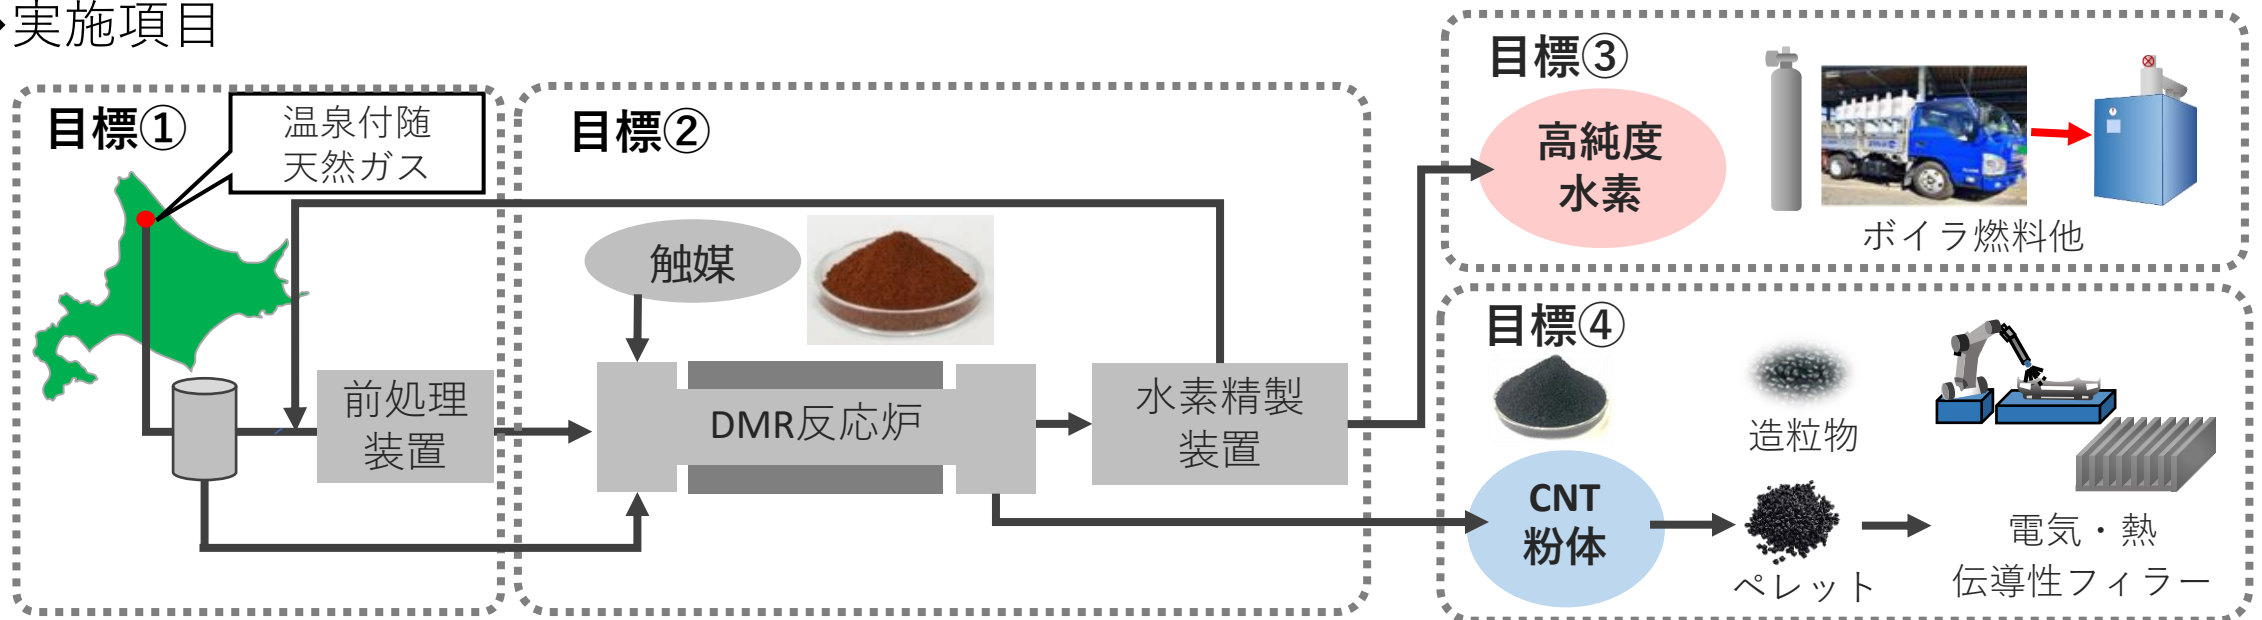 実施項目
目標①
温泉付随
天然ガス
前処理
装置
目標②
触媒
DMR反応炉
水素精製
装置
目標③
高純度
水素
ボイラ燃料他
目標④
造粒物
CNT
粉体
ペレット
電気・熱
伝導性フィラー